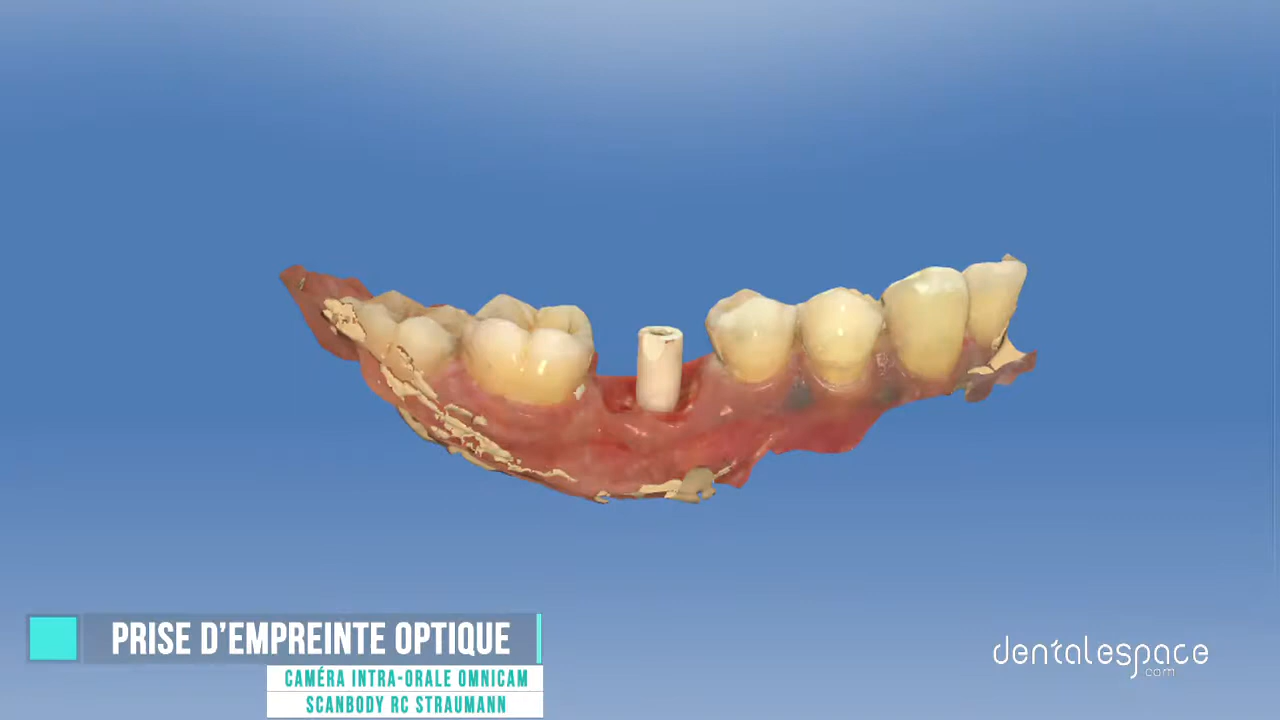 PRISE D'EMPREINTE OPTIQUE
CAMÉRA INTRA-ORALE OMNICAM
SCANBODY RC STRAUMANN
dentalespace
.com